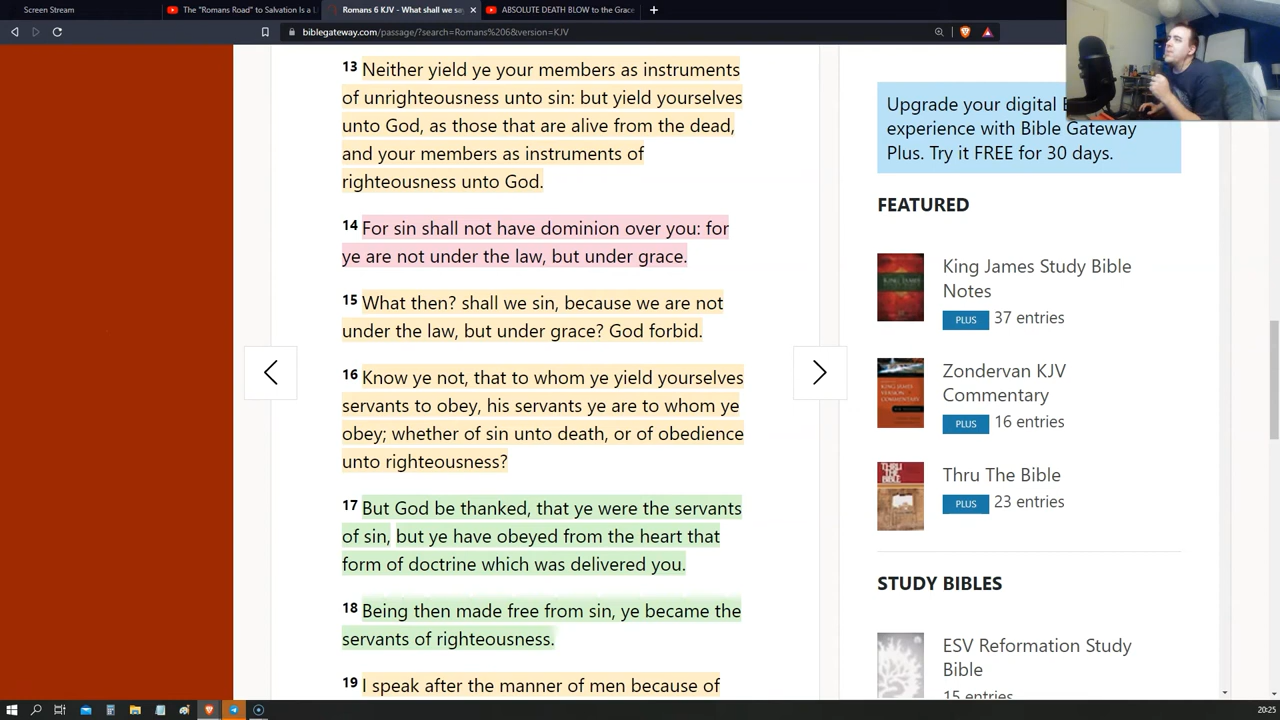 Screen Stream
The "Romans Road" to Salvation Is a L
Romans 6 KJV - What shall we say
ABSOLUTE DEATH BLOW to the Grace
biblegateway.com/passage/?search=Romans%206&version=KJV
13 Neither yield ye your members as instruments
of unrighteousness unto sin: but yield yourselves
unto God, as those that are alive from the dead,
and your members as instruments of
righteousness unto God.
14 For sin shall not have dominion over you: for
ye are not under the law, but under grace.
15 What then? shall we sin, because we are not
under the law, but under grace? God forbid.
16 Know ye not, that to whom ye yield yourselves
servants to obey, his servants ye are to whom ye
obey; whether of sin unto death, or of obedience
unto righteousness?
17 But God be thanked, that ye were the servants
of sin, but ye have obeyed from the heart that
form of doctrine which was delivered you.
18 Being then made free from sin, ye became the
servants of righteousness.
19 I speak after the manner of men because of
Upgrade your digital
experience with Bible Gateway
Plus. Try it FREE for 30 days.
FEATURED
King James Study Bible
Notes
PLUS 37 entries
Zondervan KJV
Commentary
PLUS 16 entries
Thru The Bible
PLUS 23 entries
STUDY BIBLES
ESV Reformation Study
Bible
15 entries
20:25